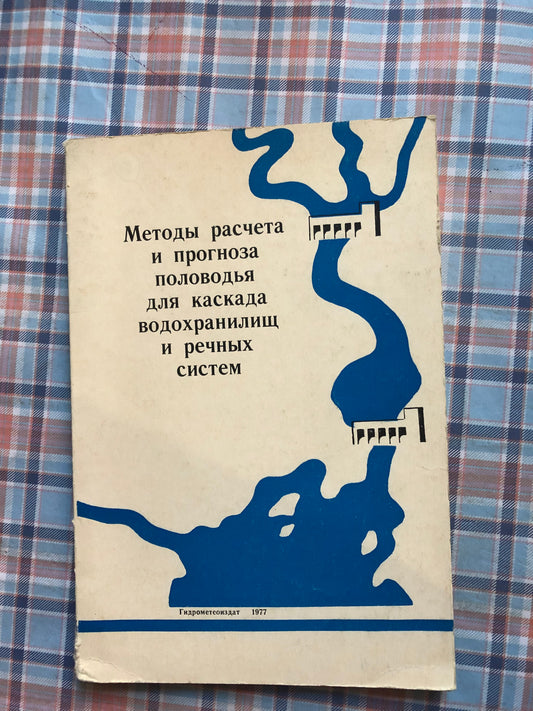 Методы расчета
и прогноза
половодья
для каскада
водохранилищ
и речных
систем
Гидрометеоиздат 1977